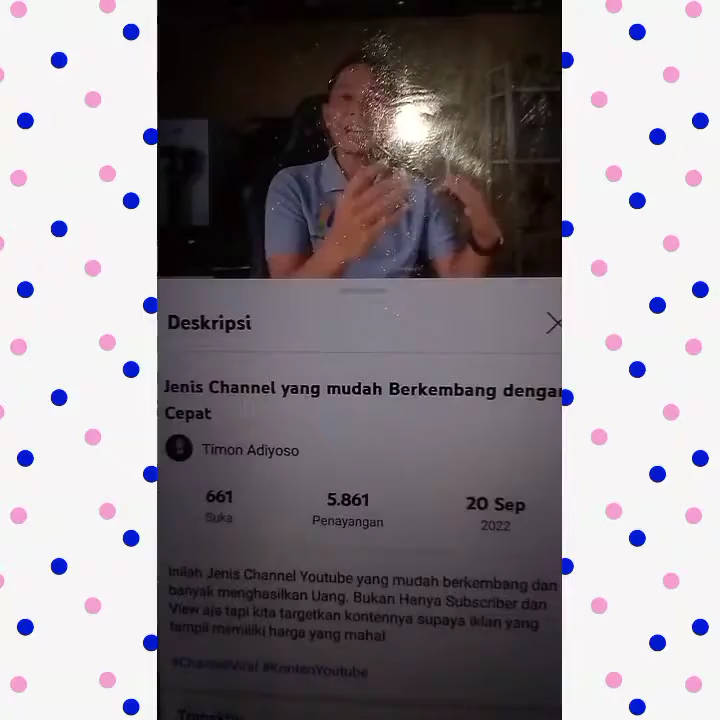 Deskripsi
Jenis Channel yang mudah Berkembang dengan
Cepat
Timon Adiyoso
661
Suka
5.861
Penayangan
20 Sep
2022
Inilah Jenis Channel Youtube yang mudah berkembang dan
banyak menghasilkan Uang. Bukan Hanya Subscriber dan
View aja tapi kita targetkan kontennya supaya iklan yang
tampil memiliki harga yang mahal
#ChannelViral #KontenYoutube